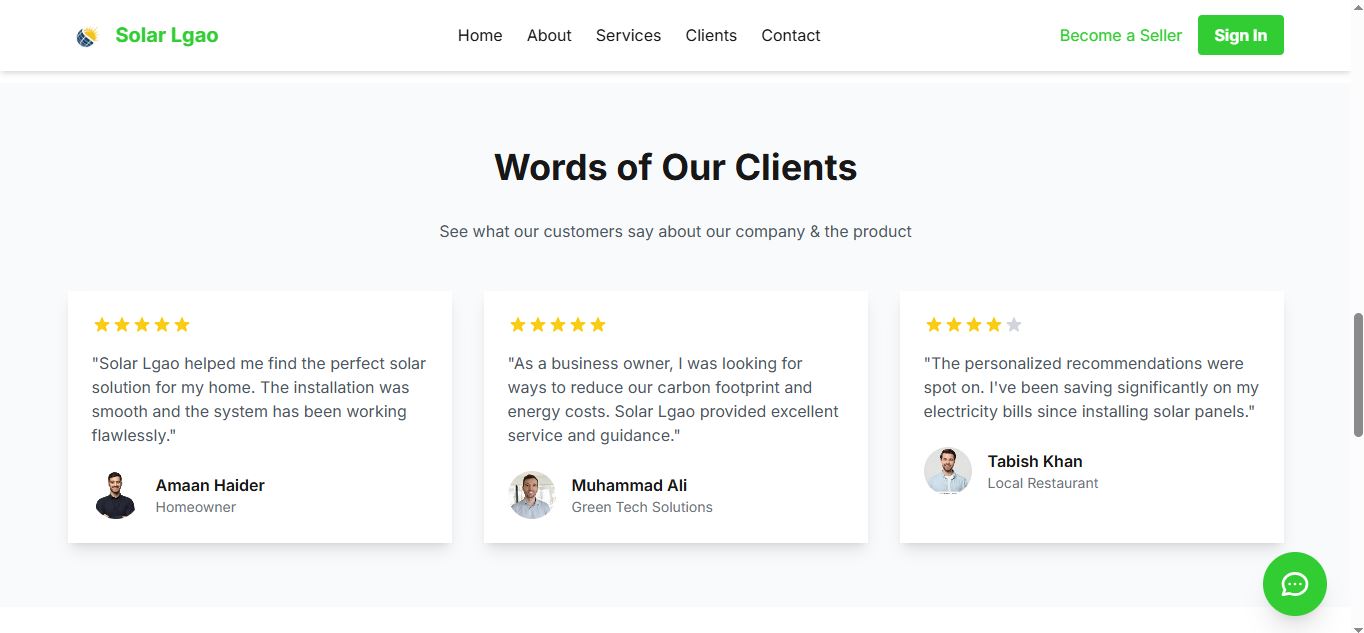 Solar Lgao
Home About Services Clients Contact
Become a Seller Sign In
Words of Our Clients
See what our customers say about our company & the product
"Solar Lgao helped me find the perfect solar
solution for my home. The installation was
smooth and the system has been working
flawlessly."
Amaan Haider
Homeowner
"As a business owner, I was looking for
ways to reduce our carbon footprint and
energy costs. Solar Lgao provided excellent
service and guidance."
Muhammad Ali
Green Tech Solutions
"The personalized recommendations were
spot on. I've been saving significantly on my
electricity bills since installing solar panels."
Tabish Khan
Local Restaurant